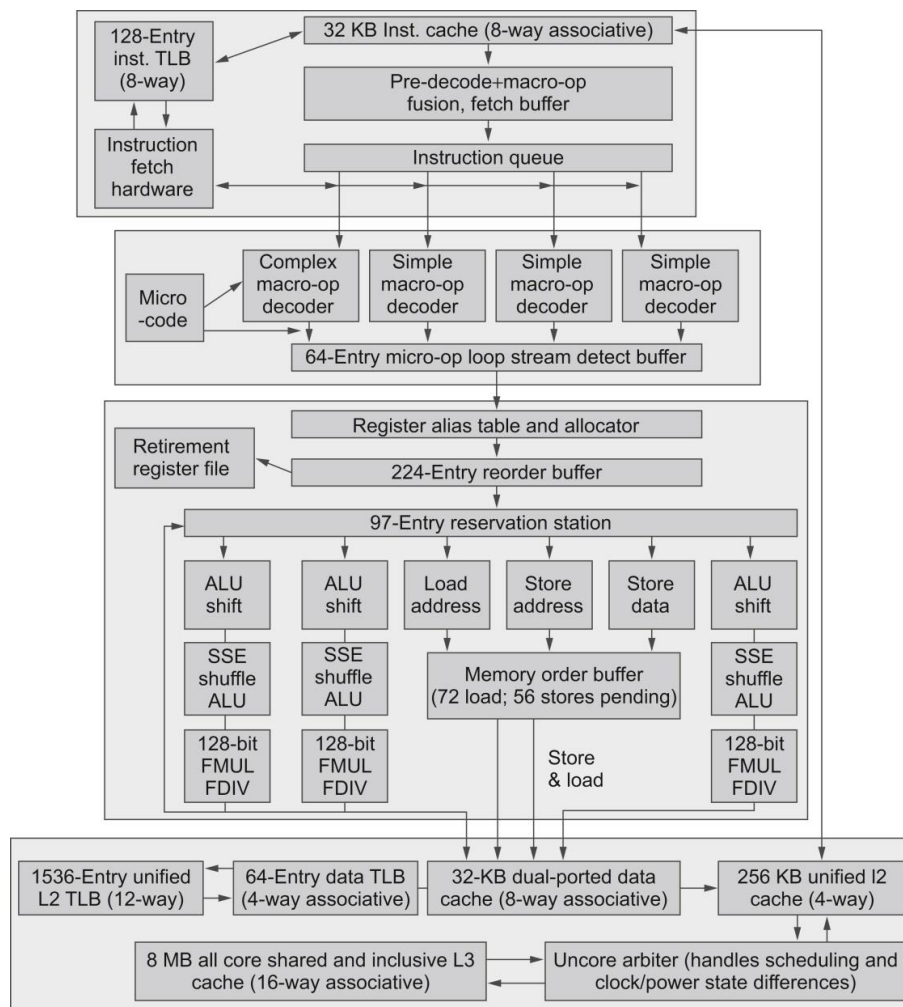 128-Entry
inst. TLB
(8-way)
32 KB Inst. cache (8-way associative)
Pre-decode+macro-op
fusion, fetch buffer
Instruction
fetch
hardware
Instruction queue
Micro
-code
Complex
macro-op
decoder
Simple
macro-op
decoder
Simple
macro-op
decoder
Simple
macro-op
decoder
64-Entry micro-op loop stream detect buffer
Register alias table and allocator
Retirement
register file
224-Entry reorder buffer
97-Entry reservation station
ALU
shift
ALU
shift
Load
address
Store
address
Store
data
ALU
shift
SSE
shuffle
ALU
SSE
shuffle
ALU
Memory order buffer
(72 load; 56 stores pending)
SSE
shuffle
ALU
128-bit
FMUL
FDIV
128-bit
FMUL
FDIV
Store
& load
128-bit
FMUL
FDIV
1536-Entry unified
L2 TLB (12-way)
64-Entry data TLB
(4-way associative)
32-KB dual-ported data
cache (8-way associative)
256 KB unified l2
cache (4-way)
8 MB all core shared and inclusive L3
cache (16-way associative)
Uncore arbiter (handles scheduling and
clock/power state differences)